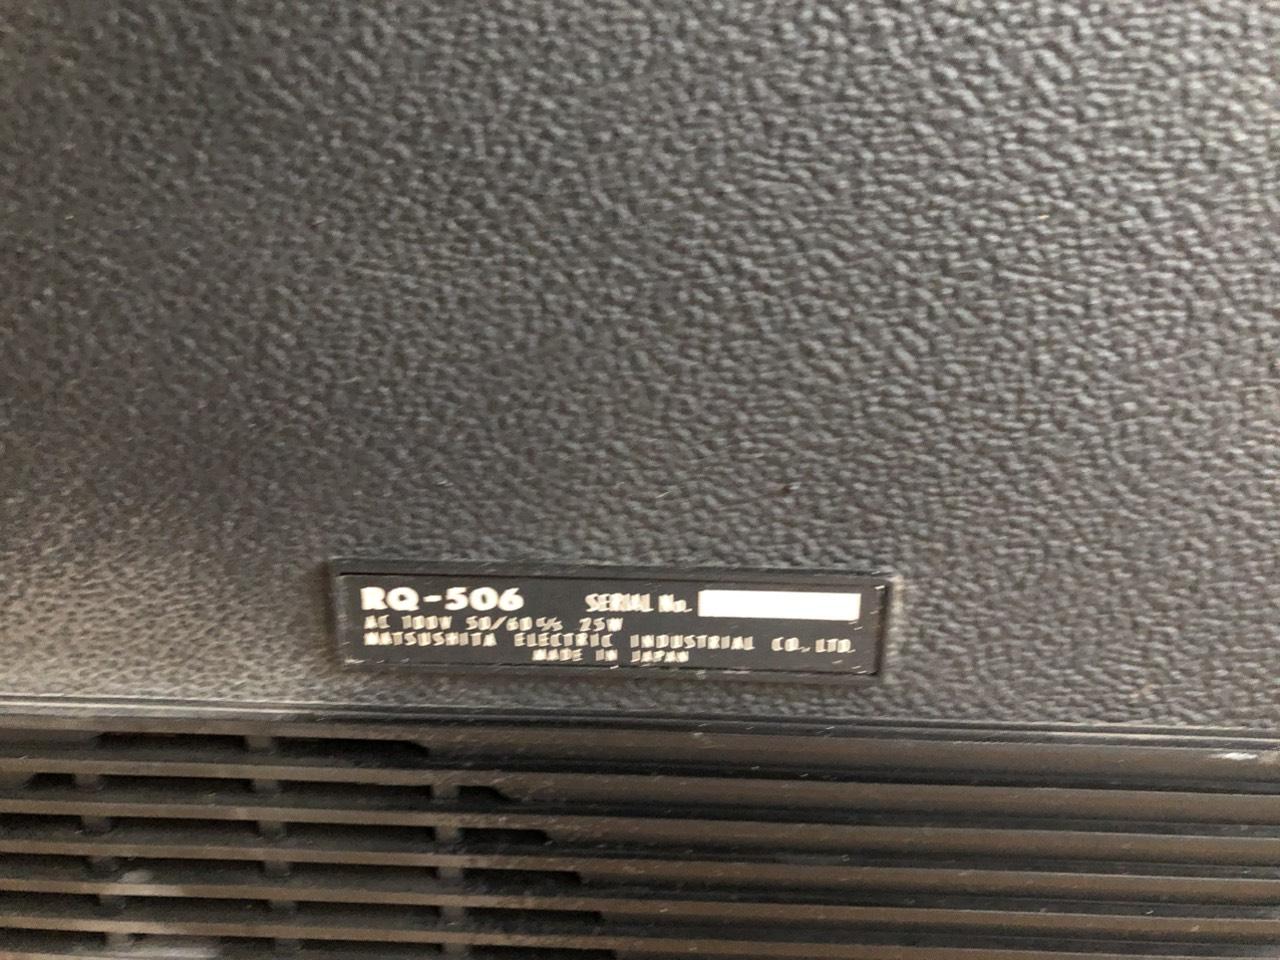 RQ-506 SERIAL No.
AC 100V 50/60 c/s 25W
MATSUSHITA ELECTRIC INDUSTRIAL CO., LTD.
MADE IN JAPAN